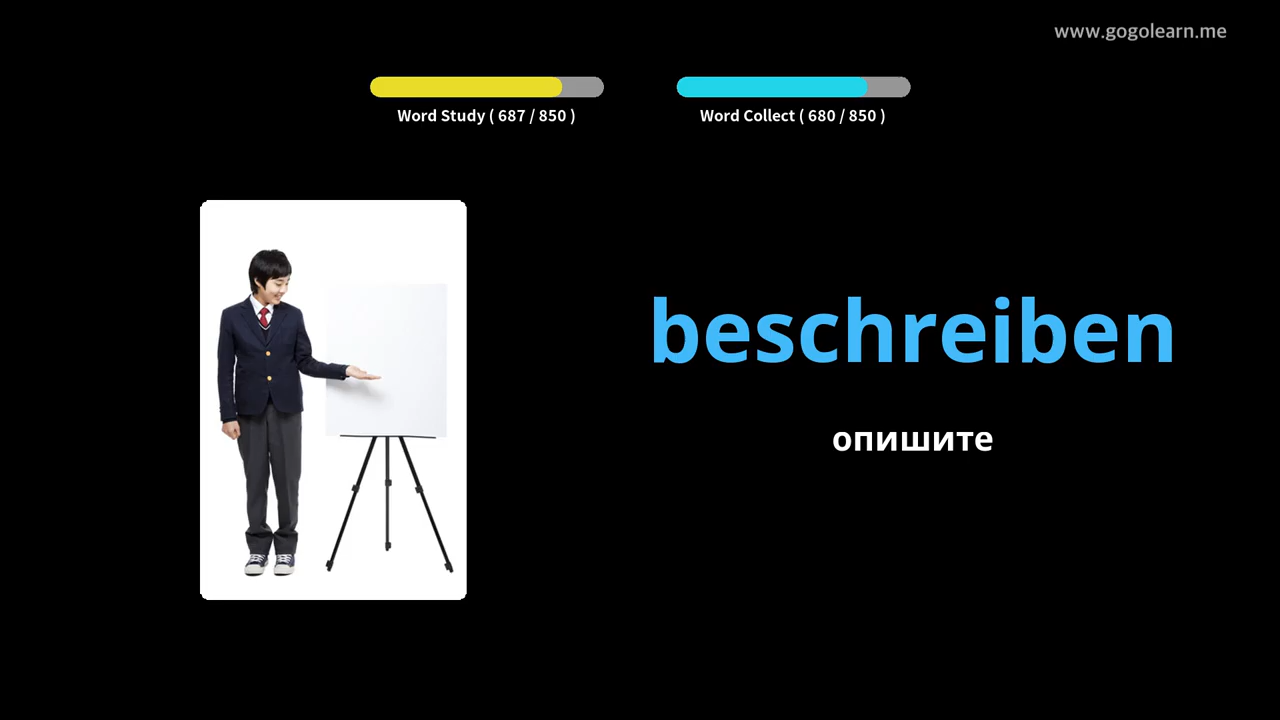 www.gogolearn.me
Word Study ( 687 / 850 )
Word Collect ( 680 / 850 )
beschreiben
опишите